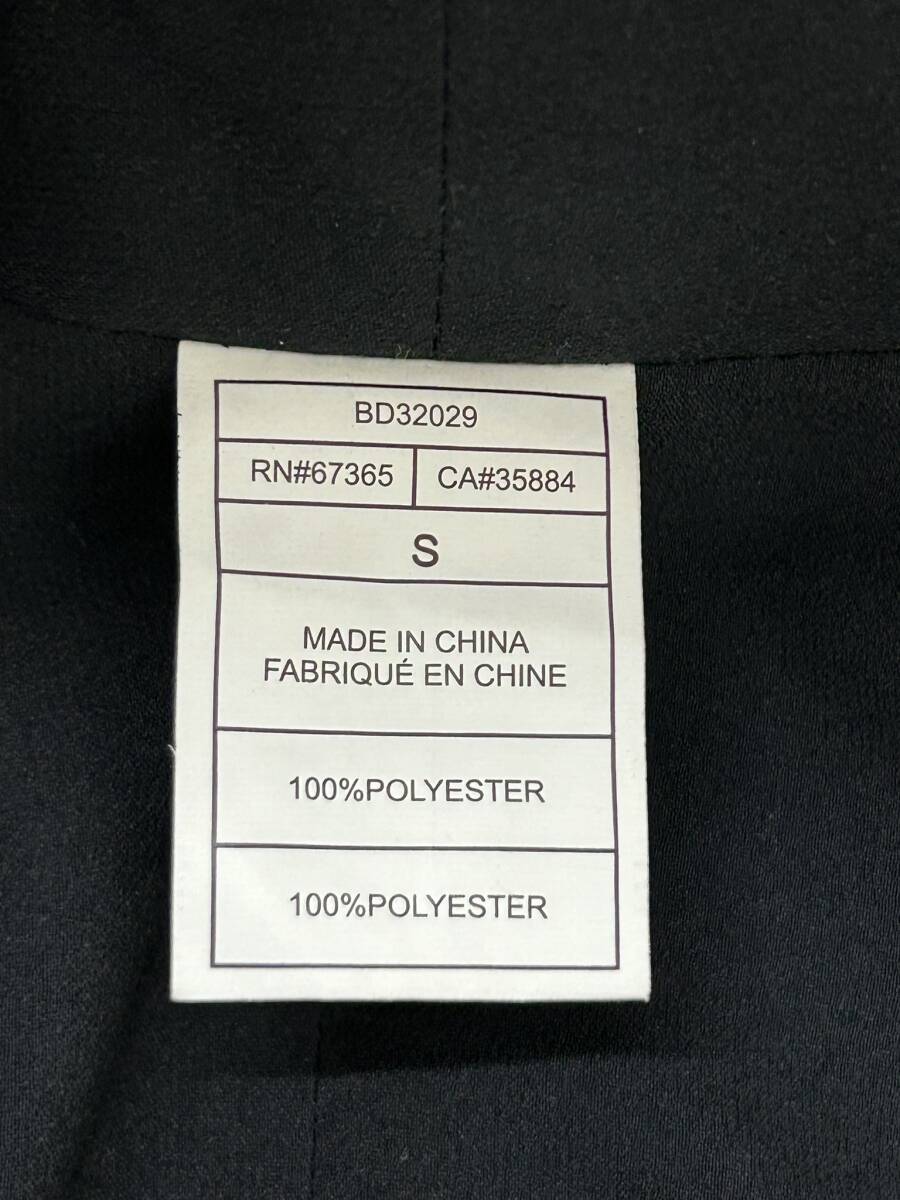 BD32029
RN#67365 CA#35884
S
MADE IN CHINA
FABRIQUÉ EN CHINE
100%POLYESTER
100%POLYESTER